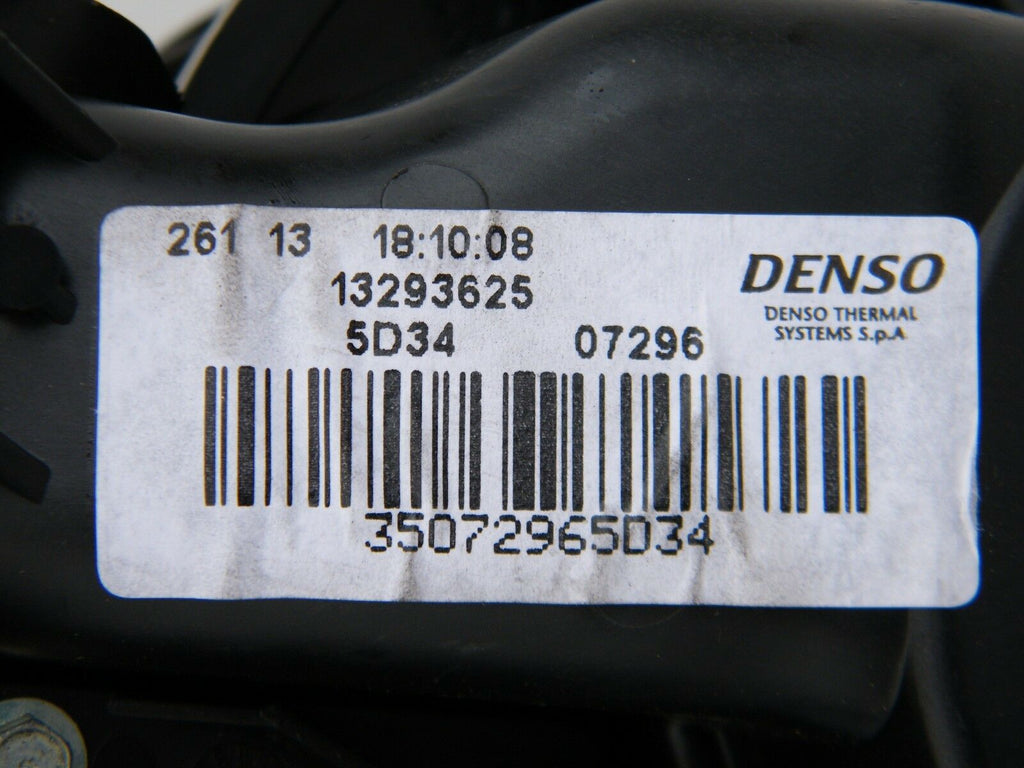 261 13 18:10:08
13293625
5D34 07296
DENSO
DENSO THERMAL
SYSTEMS S.p.A
35072965D34